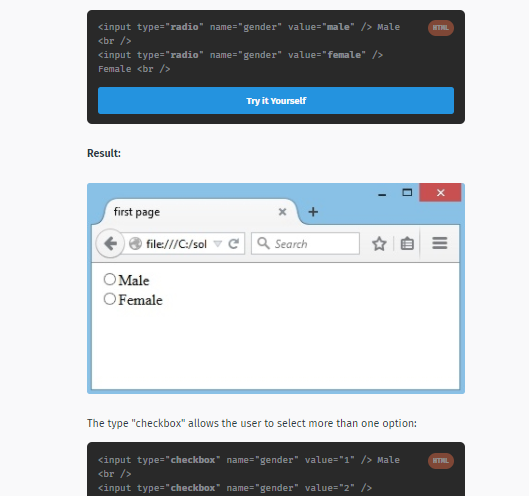 <input type="radio" name="gender" value="male" /> Male
HTML
<br />
<input type="radio" name="gender" value="female" />
Female <br />
Try it Yourself
Result:
first page
file:///C:/sol
Search
Male
Female
The type "checkbox" allows the user to select more than one option:
<input type="checkbox" name="gender" value="1" /> Male
HTML
<br />
<input type="checkbox" name="gender" value="2" />